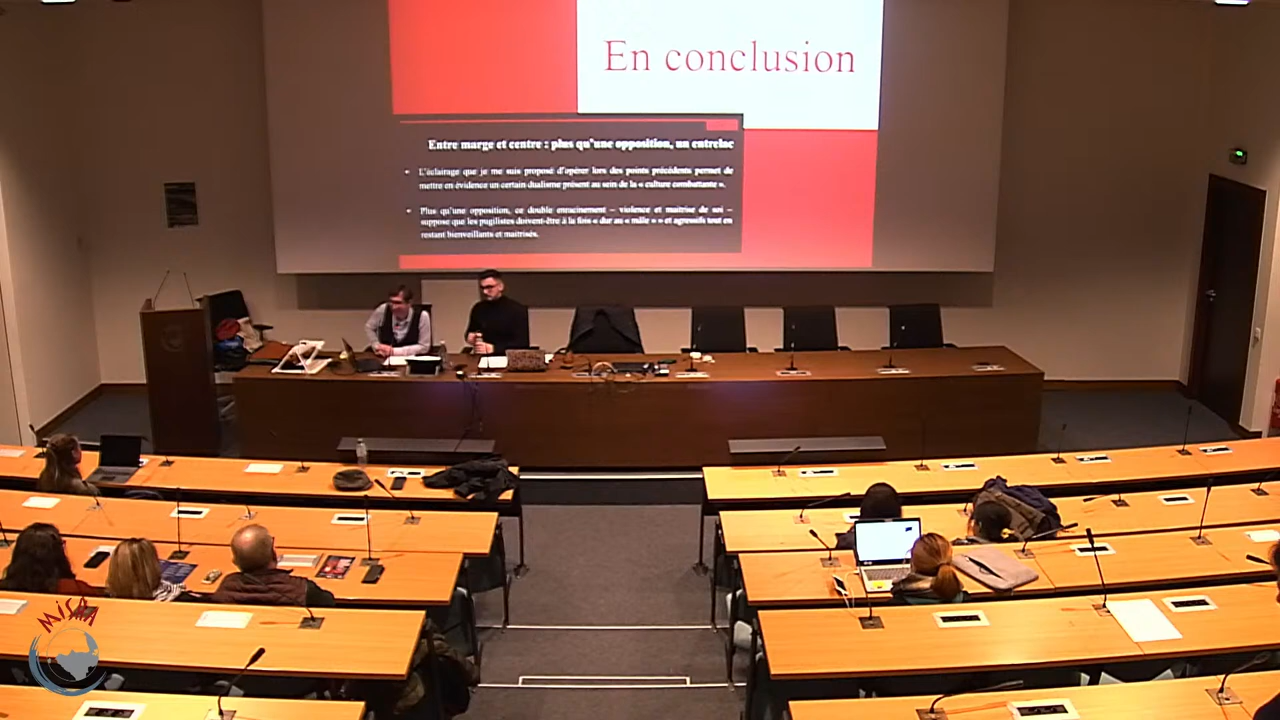 En conclusion
Entre marge et centre : plus qu'une opposition, un entrelac
L'éclairage que je me suis proposé d'opérer lors des points précédents permet de
mettre en évidence un certain dualisme présent au sein de la « culture combattante ».
Plus qu'une opposition, ce double enracinement – violence et maitrise de soi –
suppose que les pugilistes doivent-être à la fois « dur au « mâle » » et agressifs tout en
restant bienveillants et maitrisés.
MiSHA